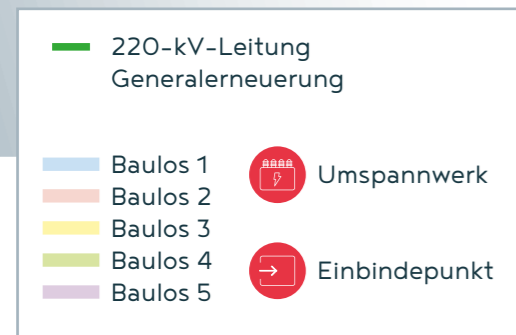 220-kV-Leitung
Generalerneuerung
Baulos 1
Baulos 2
Baulos 3
Baulos 4
Baulos 5
Umspannwerk
Einbindepunkt